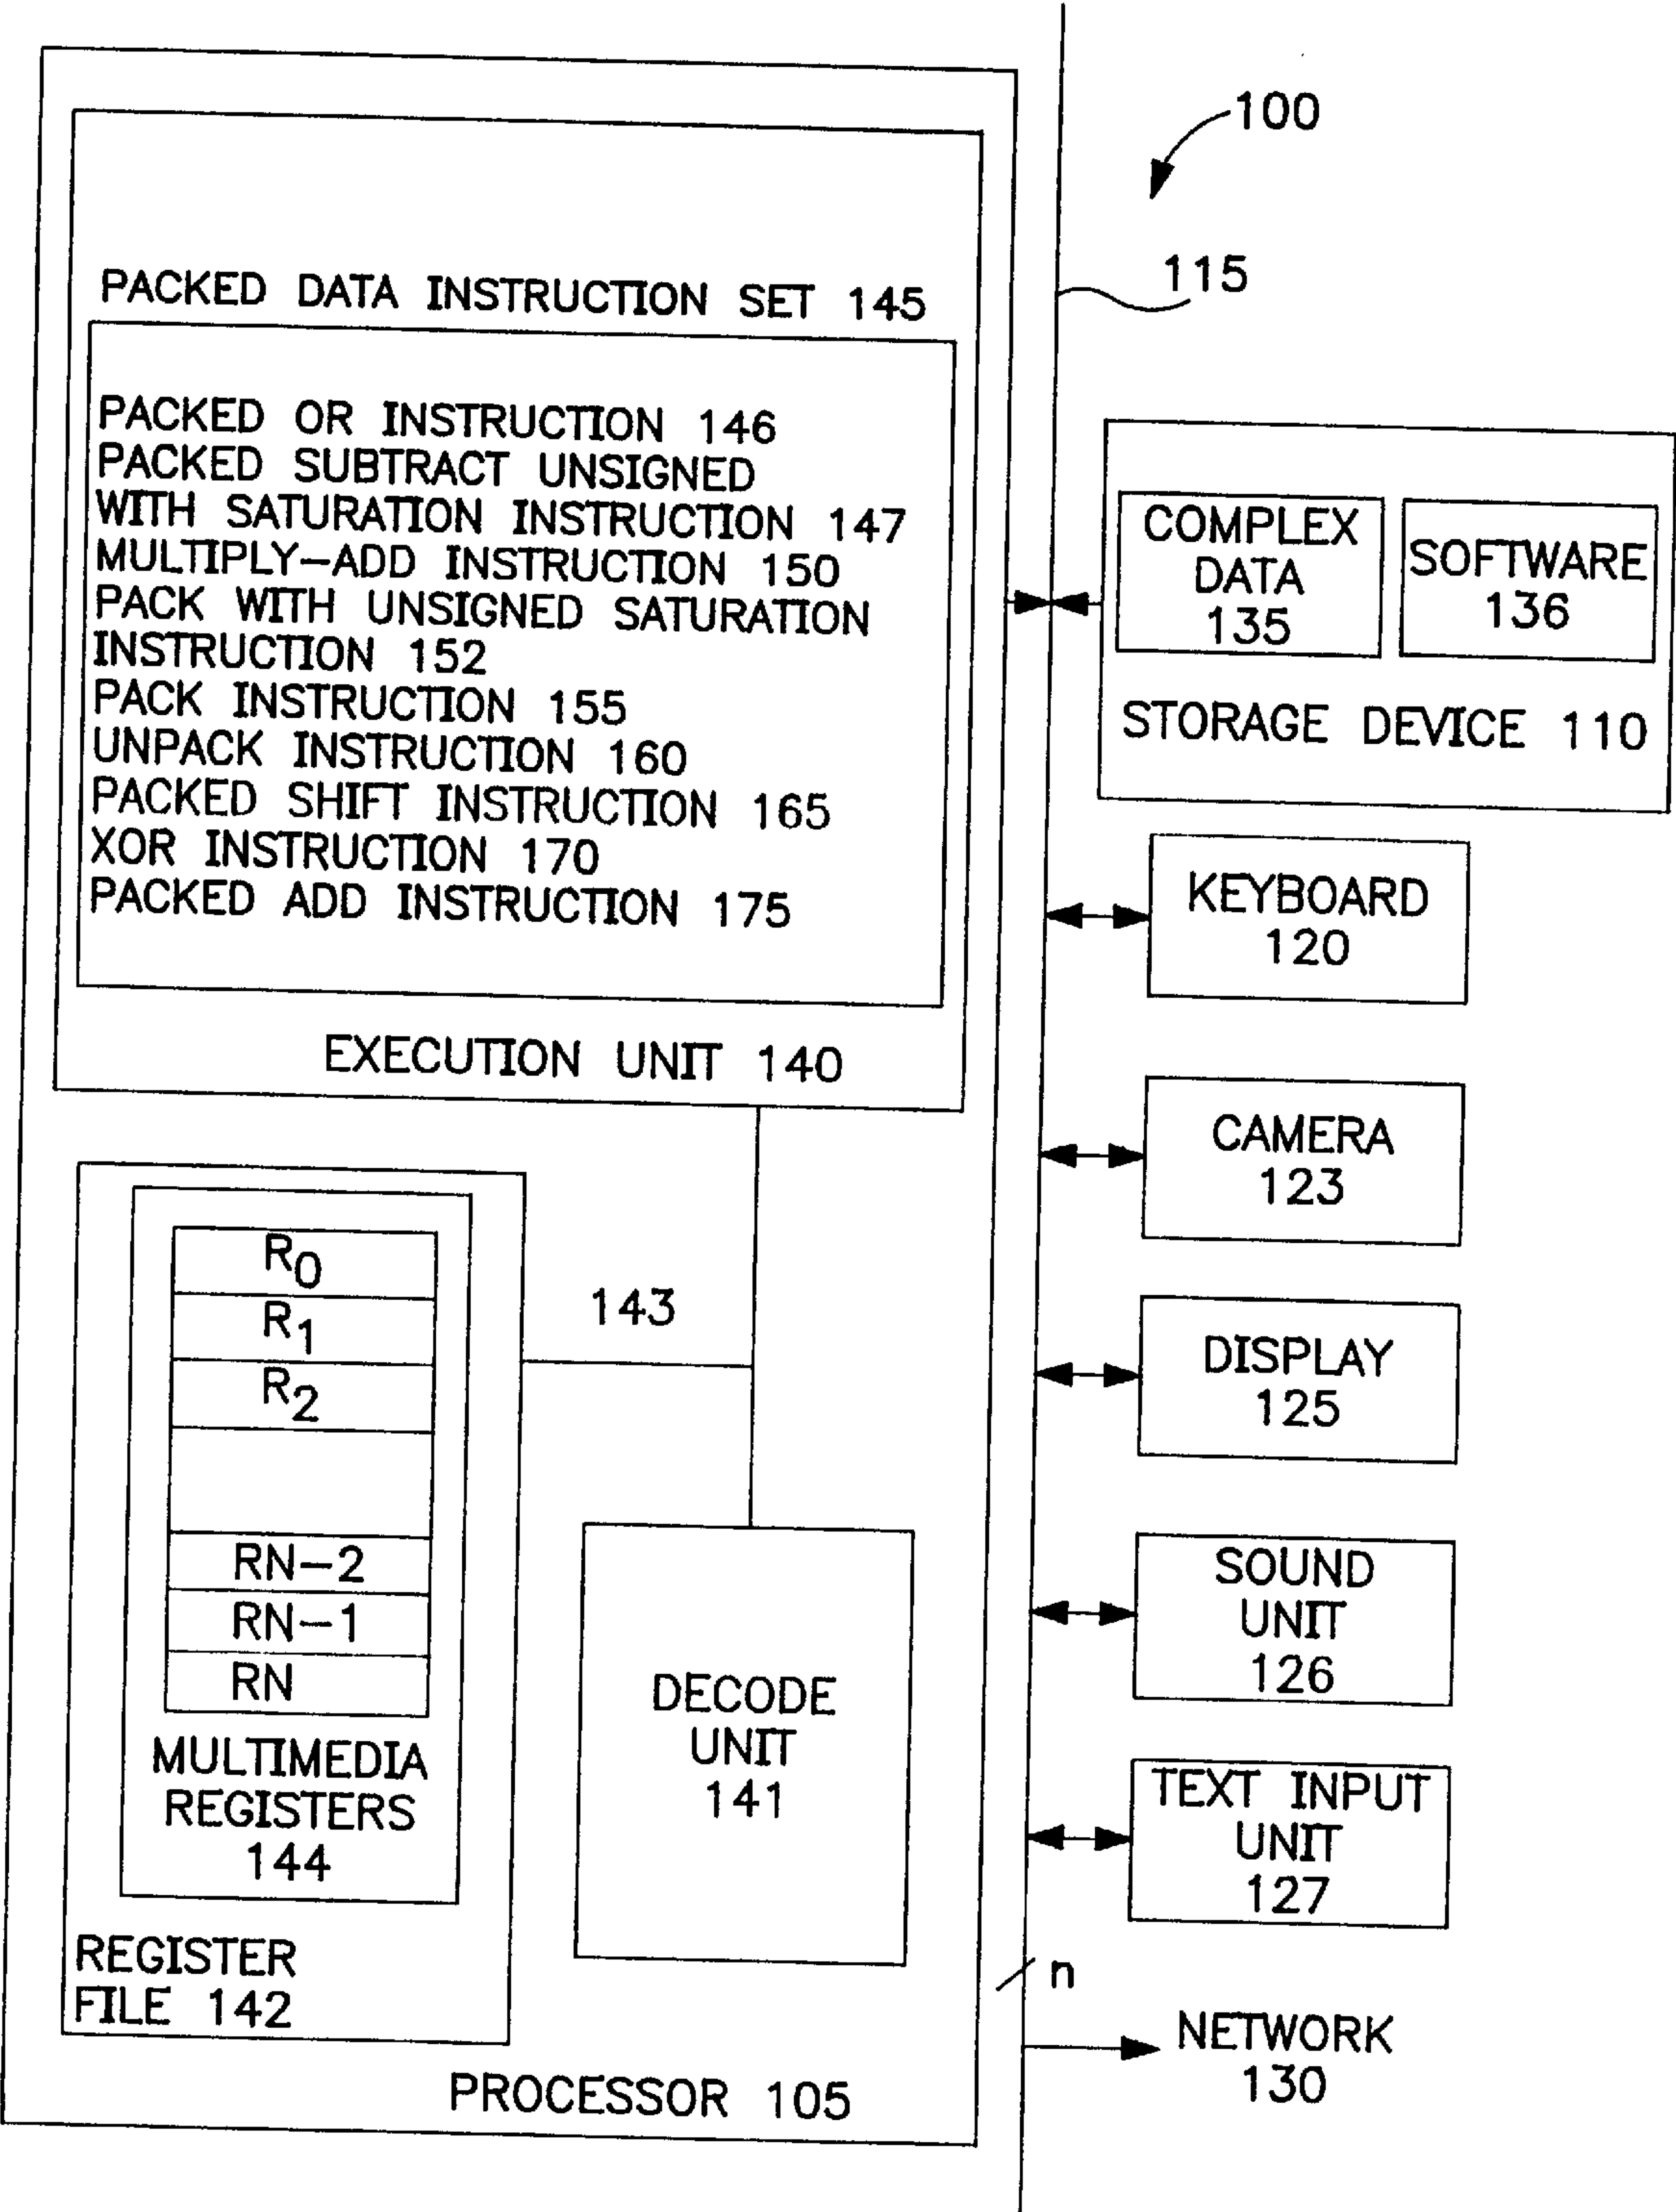 100
115
PACKED DATA INSTRUCTION SET 145
PACKED OR INSTRUCTION 146
PACKED SUBTRACT UNSIGNED
WITH SATURATION INSTRUCTION 147
MULTIPLY-ADD INSTRUCTION 150
PACK WITH UNSIGNED SATURATION
INSTRUCTION 152
PACK INSTRUCTION 155
UNPACK INSTRUCTION 160
PACKED SHIFT INSTRUCTION 165
XOR INSTRUCTION 170
PACKED ADD INSTRUCTION 175
EXECUTION UNIT 140
R0
R1
R2
RN-2
RN-1
RN
MULTIMEDIA
REGISTERS
144
REGISTER
FILE 142
143
DECODE
UNIT
141
PROCESSOR 105
COMPLEX
DATA
135
SOFTWARE
136
STORAGE DEVICE 110
KEYBOARD
120
CAMERA
123
DISPLAY
125
SOUND
UNIT
126
TEXT INPUT
UNIT
127
n
NETWORK
130